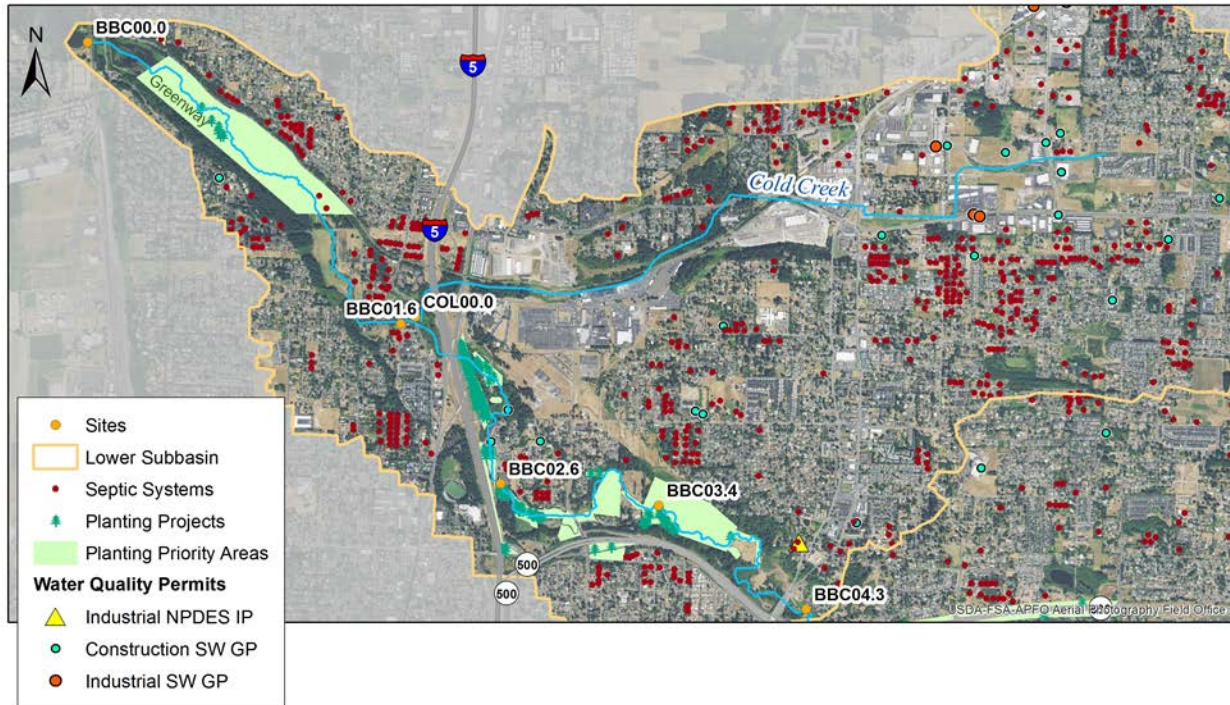 BBC00.0
N
5
Greenway
Cold Creek
5
BBC01.6
COL00.0
BBC02.6
BBC03.4
500
500
BBC04.3
USDA-FSA-APFO Aerial Photography Field Office
Sites
Lower Subbasin
Septic Systems
Planting Projects
Planting Priority Areas
Water Quality Permits
Industrial NPDES IP
Construction SW GP
Industrial SW GP